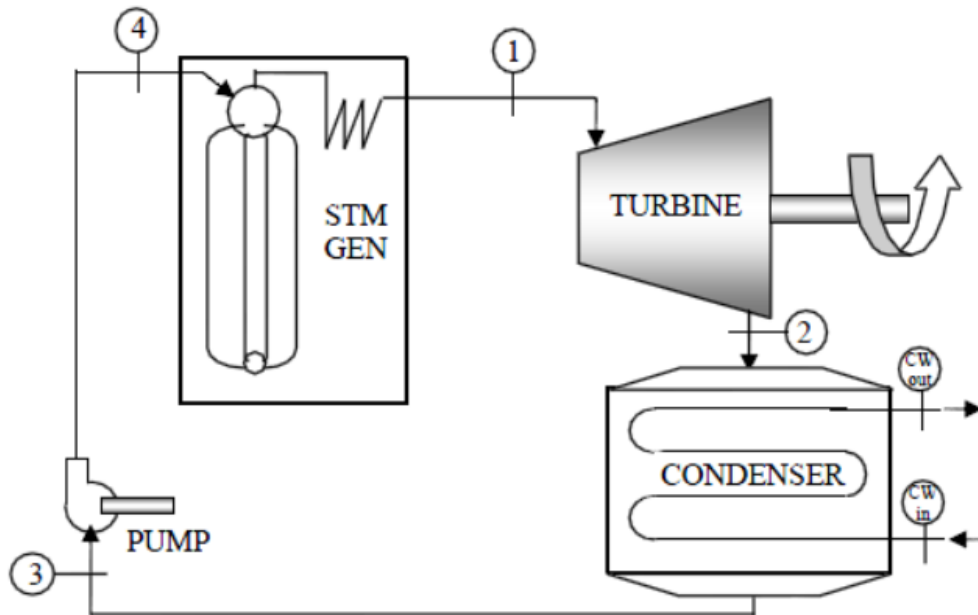 4
1
STM
GEN
TURBINE
2
CW
out
CONDENSER
CW
in
PUMP
3